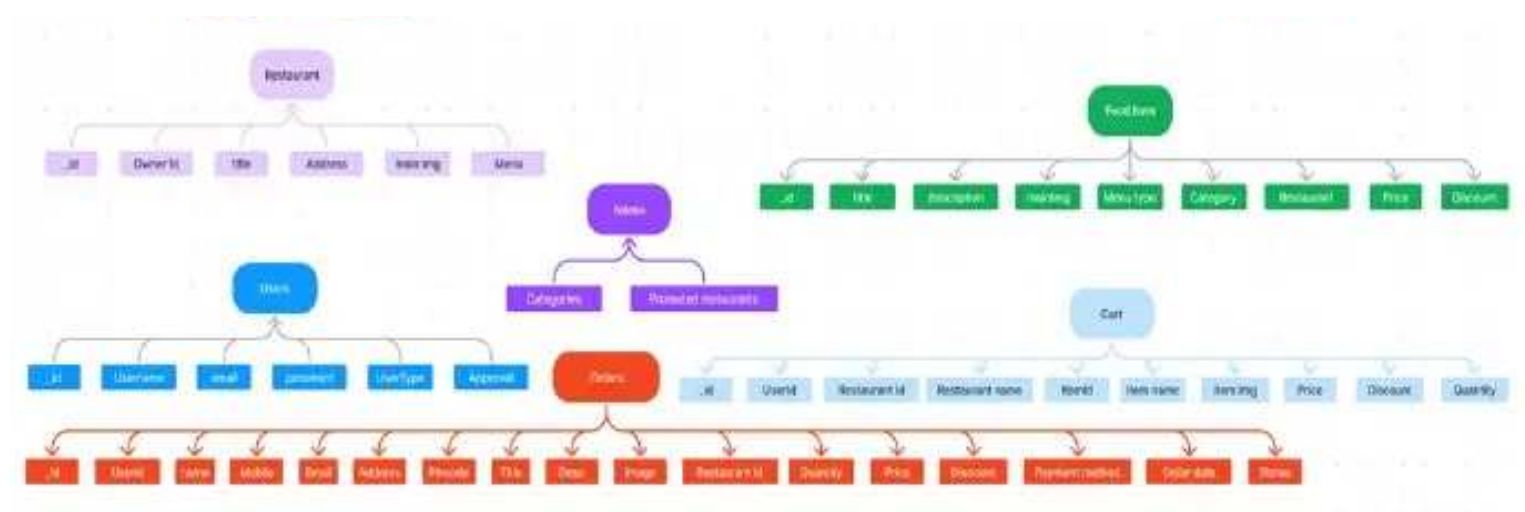 Restaurant
_id Owner Id title Address main img Menu
Food Item
_id Title description mainImg Menu type Category Restaurant Price Discount
Admin
Categories Promoted restaurants
Users
_id Username email password UserType Approval
Cart
_id UserId Restaurant id Restaurant name ItemId Item name item img Price Discount Quantity
Orders
_id UserId name Mobile Email Address Pincode Title Desc Image Restaurant Id Quantity Price Discount Payment method Order date Status